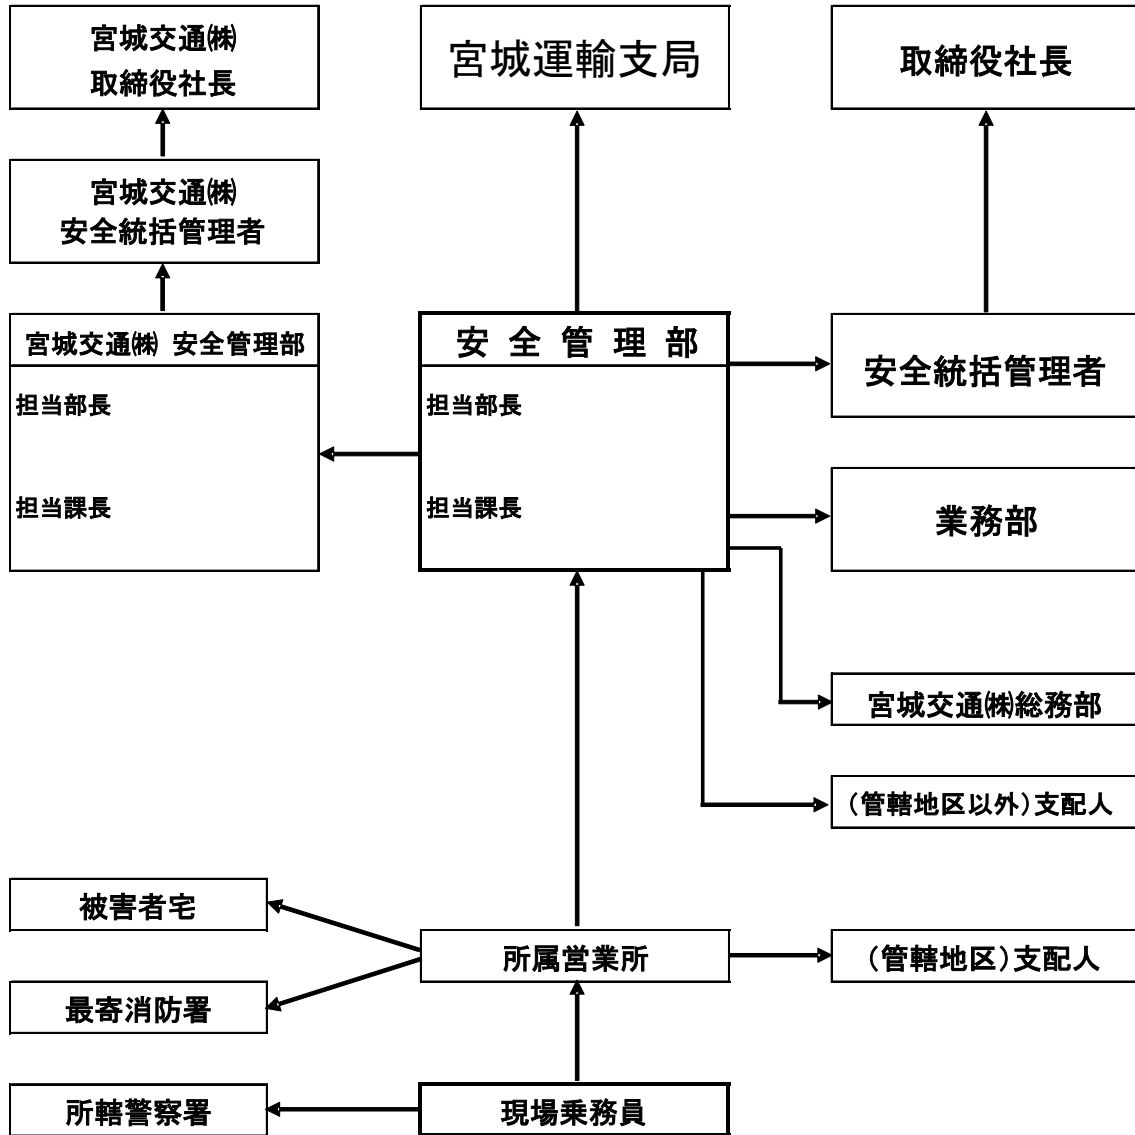 宮城交通㈱
取締役社長
宮城運輸支局
取締役社長
宮城交通㈱
安全統括管理者
宮城交通㈱ 安全管理部
担当部長
担当課長
安 全 管 理 部
担当部長
担当課長
安全統括管理者
業務部
宮城交通㈱総務部
（管轄地区以外）支配人
被害者宅
所属営業所
（管轄地区）支配人
最寄消防署
所轄警察署
現場乗務員